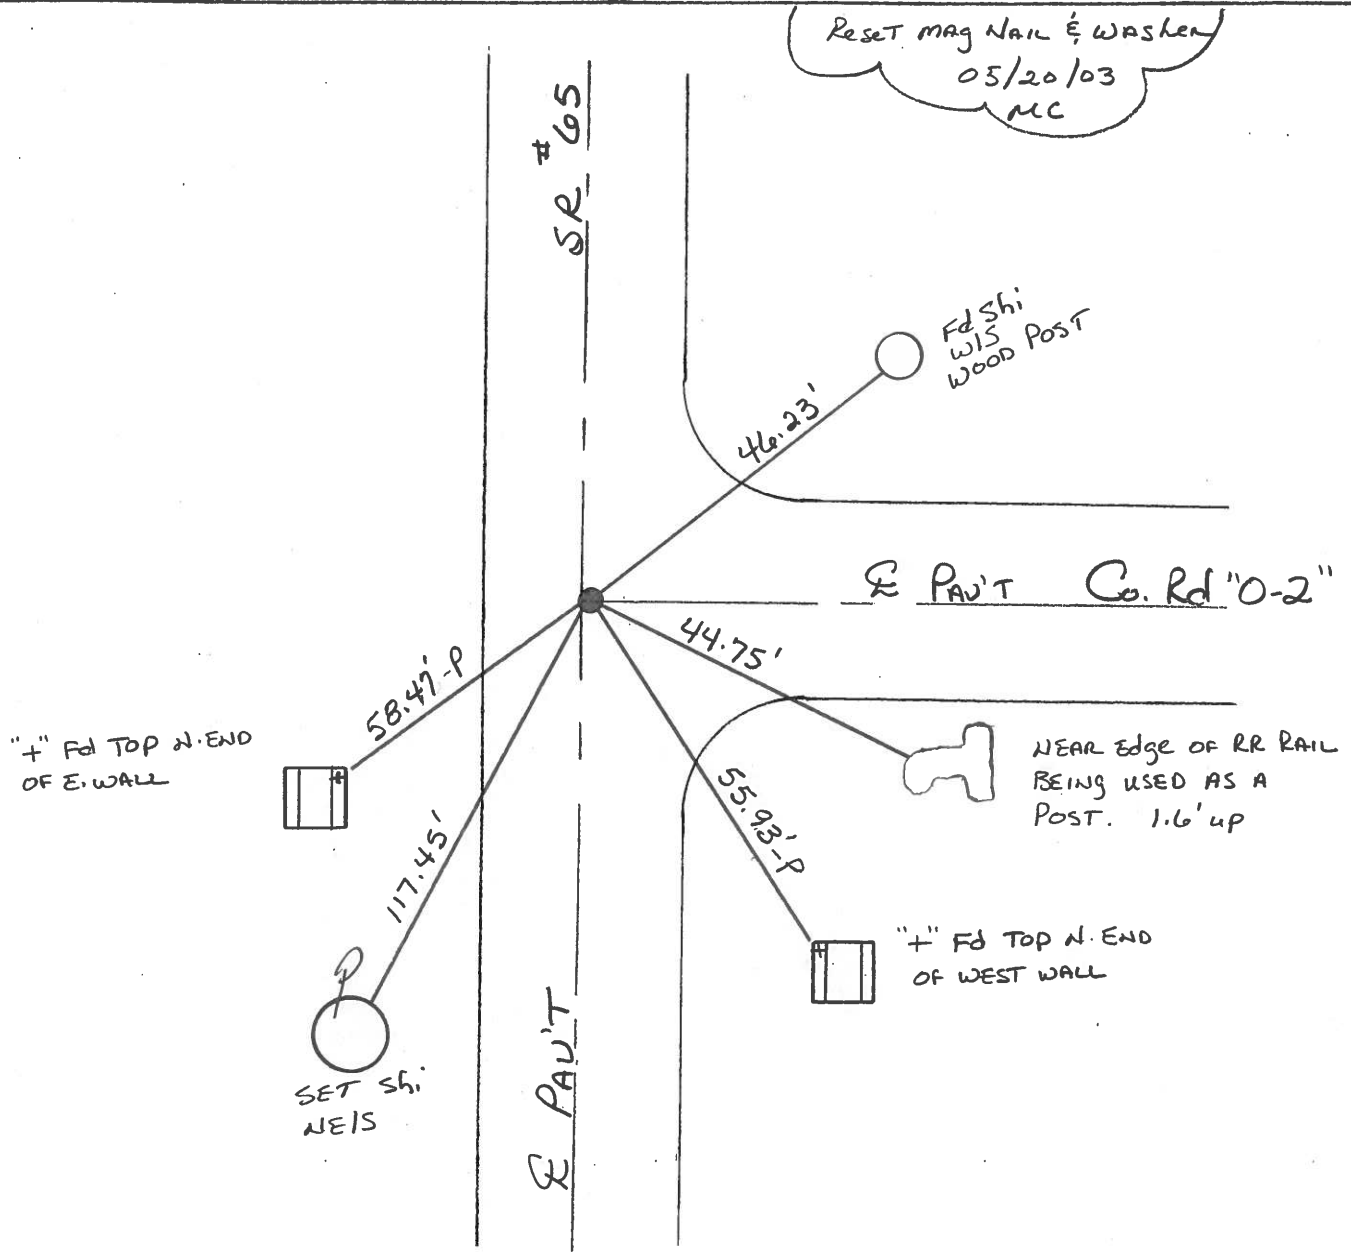 Reset MAG NAIL & WASHER
05/20/03
MC
SR #65
Fd Shi
W/S
WOOD POST
46.23'
℄ PAV'T Co. Rd "O-2"
44.75'
58.47'-P
"+" Fd TOP N. END
OF E. WALL
NEAR Edge OF RR RAIL
BEING USED AS A
POST. 1.6' up
55.93'-P
117.45'
"+" Fd TOP N. END
OF WEST WALL
P
SET Shi
NE/S
℄ PAV'T